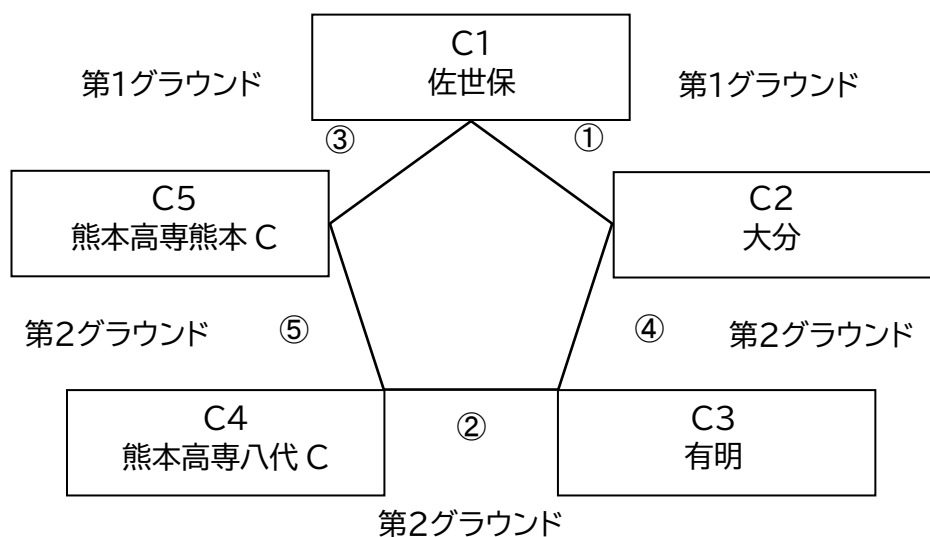 C1
佐世保
第1グラウンド
第1グラウンド
③
①
C5
熊本高専熊本 C
C2
大分
第2グラウンド
⑤
④
第2グラウンド
C4
熊本高専八代 C
②
C3
有明
第2グラウンド